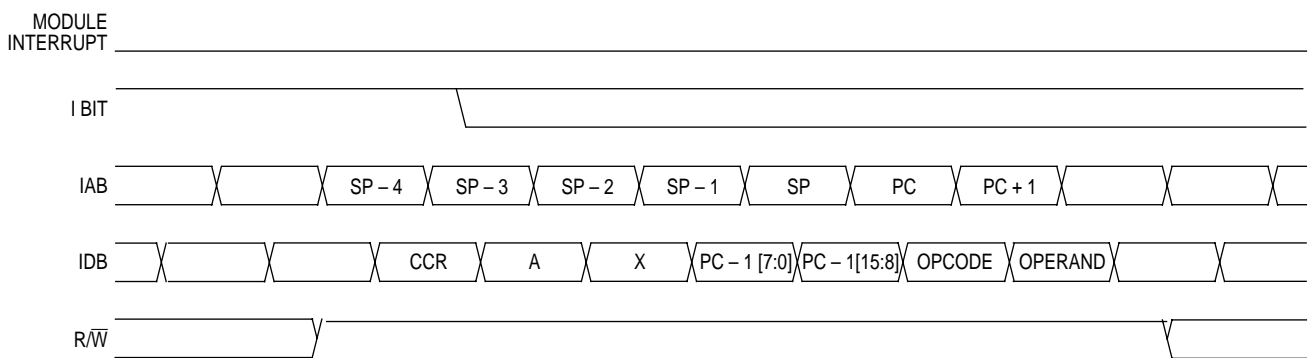 MODULE
INTERRUPT
I BIT
IAB SP – 4 SP – 3 SP – 2 SP – 1 SP PC PC + 1
IDB CCR A X PC – 1 [7:0] PC – 1[15:8] OPCODE OPERAND
R/W̅